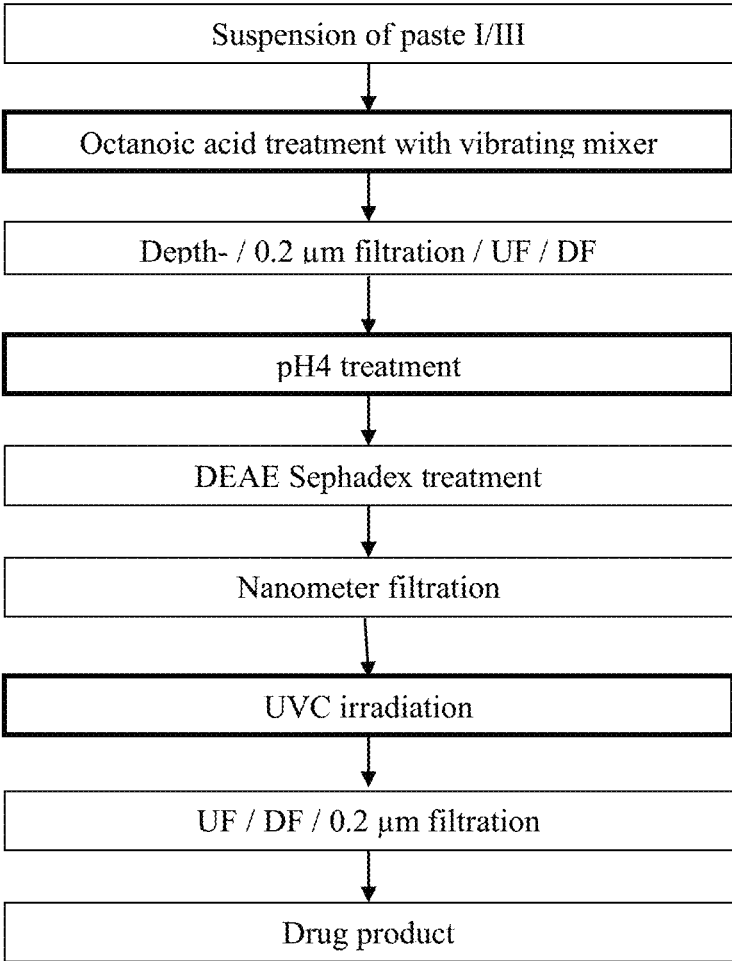 Suspension of paste I/III
Octanoic acid treatment with vibrating mixer
Depth- / 0.2 µm filtration / UF / DF
pH4 treatment
DEAE Sephadex treatment
Nanometer filtration
UVC irradiation
UF / DF / 0.2 µm filtration
Drug product